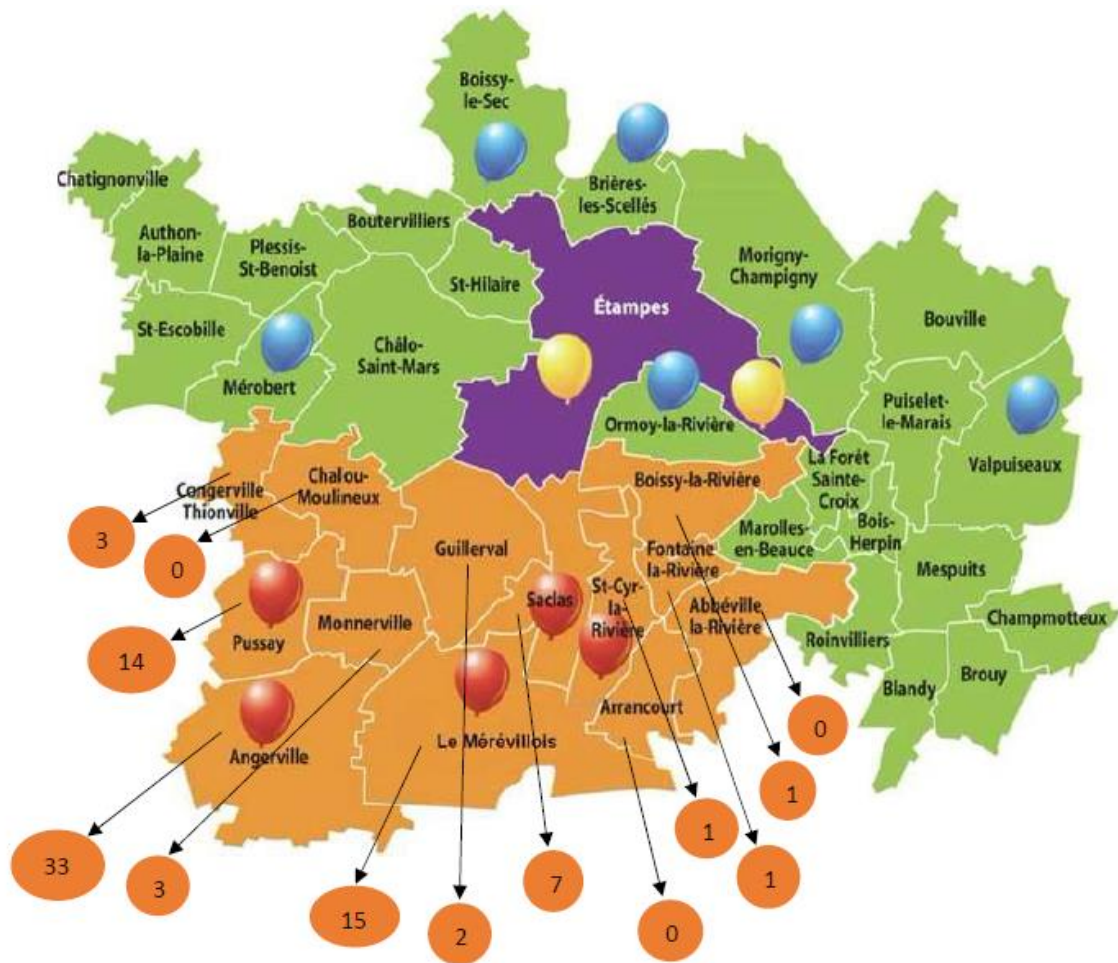 Boissy-
le-Sec
Brières-
les-Scellés
Chatignonville
Authon-
la-Plaine
Boutervilliers
Plessis-
St-Benoist
St-Hilaire
Morigny-
Champigny
Étampes
Bouville
St-Escobille
Châlo-
Saint-Mars
Mérobert
Puiselet-
le-Marais
Ormoy-la-Rivière
Valpuiseaux
La Forêt
Sainte-
Croix
Boissy-la-Rivière
Chalou-
Moulineux
Congerville
Thionville
Marolles-
en-Beauce
Bois-
Herpin
Guillerval
Fontaine
la-Rivière
Mespuits
3
0
Saclas
St-Cyr-
la-
Rivière
Abbéville
la-Rivière
Champmotteux
Monnerville
Pussay
Roinvilliers
14
Brouy
Blandy
Arrancourt
Le Mérévillois
Angerville
0
1
1
33
3
15
2
7
0
1